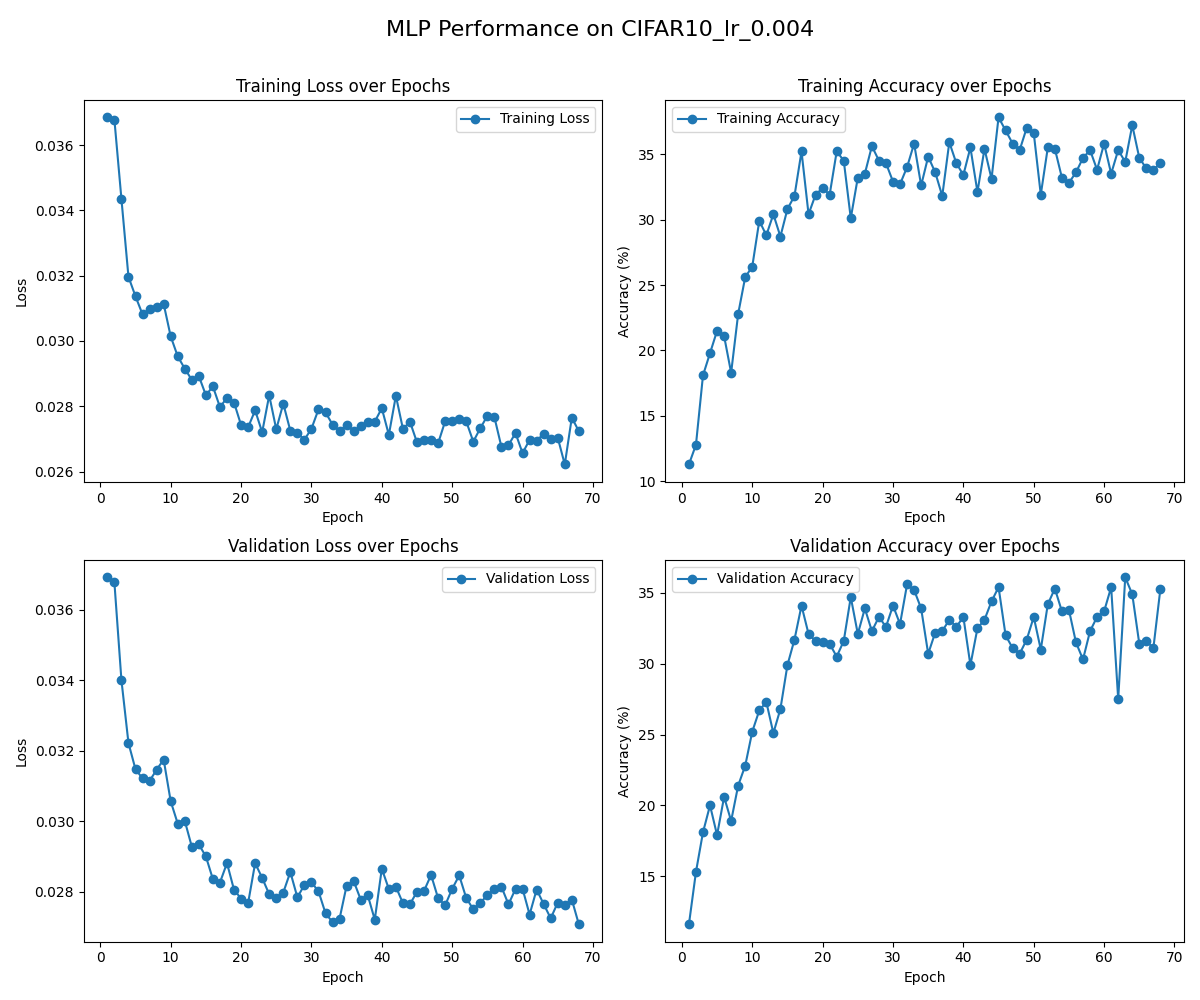 MLP Performance on CIFAR10_lr_0.004
Training Loss over Epochs
Training Loss
0.036
0.034
0.032
0.030
0.028
0.026
Loss
0 10 20 30 40 50 60 70
Epoch
Training Accuracy over Epochs
Training Accuracy
35
30
25
20
15
10
Accuracy (%)
0 10 20 30 40 50 60 70
Epoch
Validation Loss over Epochs
Validation Loss
0.036
0.034
0.032
0.030
0.028
Loss
0 10 20 30 40 50 60 70
Epoch
Validation Accuracy over Epochs
Validation Accuracy
35
30
25
20
15
Accuracy (%)
0 10 20 30 40 50 60 70
Epoch